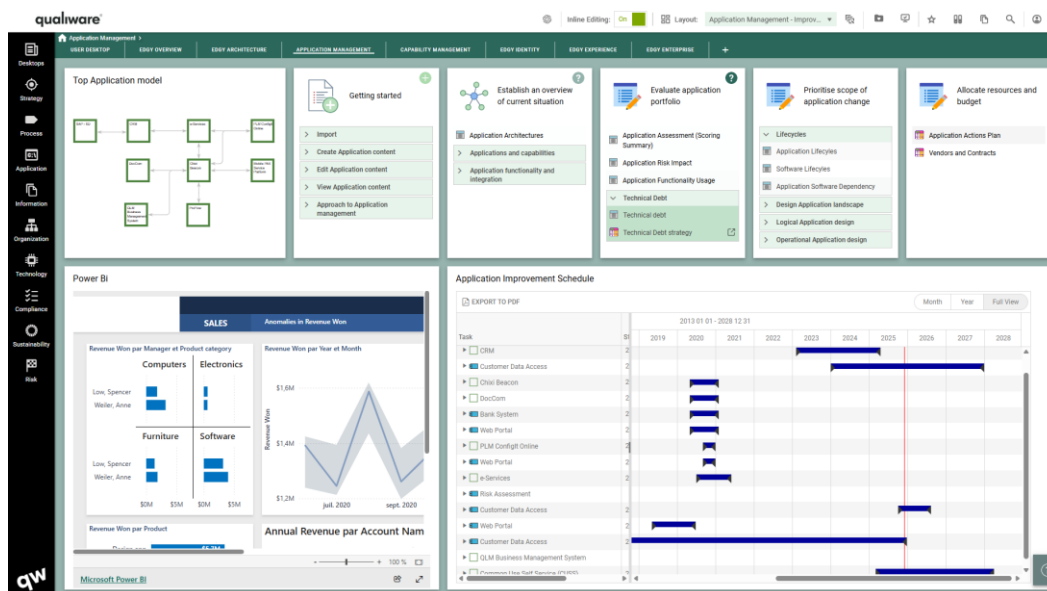 qualiware
Inline Editing: On
Layout: Application Management - Improv...
Application Management >
USER DESKTOP
EDGY OVERVIEW
EDGY ARCHITECTURE
APPLICATION MANAGEMENT
CAPABILITY MANAGEMENT
EDGY IDENTITY
EDGY EXPERIENCE
EDGY ENTERPRISE
+
Desktops
Strategy
Process
Application
Information
Organization
Technology
Compliance
Sustainability
Risk
qw
Top Application model
CRM
DocCom
Getting started
Import
Create Application content
Edit Application content
View Application content
Approach to Application
management
Establish an overview
of current situation
Application Architectures
Applications and capabilities
Application functionality and
integration
Evaluate application
portfolio
Application Assessment (Scoring
Summary)
Application Risk Impact
Application Functionality Usage
Technical Debt
Technical debt
Technical Debt strategy
Prioritise scope of
application change
Lifecycles
Application Lifecyles
Software Lifecyles
Application Software Dependency
Design Application landscape
Logical Application design
Operational Application design
Allocate resources and
budget
Application Actions Plan
Vendors and Contracts
Power Bi
SALES
Anomalies in Revenue Won
Revenue Won par Manager et Product category
Computers
Electronics
Low, Spencer
Weiler, Anne
Furniture
Software
Low, Spencer
Weiler, Anne
$0M
$5M
$0M
$5M
Revenue Won par Year et Month
Revenue Won
$1,6M
$1,4M
$1,2M
juil. 2020
sept. 2020
Revenue Won par Product
Annual Revenue par Account Nam
- + 100 %
Microsoft Power BI
Application Improvement Schedule
EXPORT TO PDF
Month
Year
Full View
2013 01 01 - 2028 12 31
Task
St
2019
2020
2021
2022
2023
2024
2025
2026
2027
2028
CRM
Customer Data Access
Chixi Beacon
DocCom
Bank System
Web Portal
PLM ConfigIt Online
Web Portal
e-Services
Risk Assessment
Customer Data Access
Web Portal
Customer Data Access
QLM Business Management System
Common Use Self Service (CUSS)